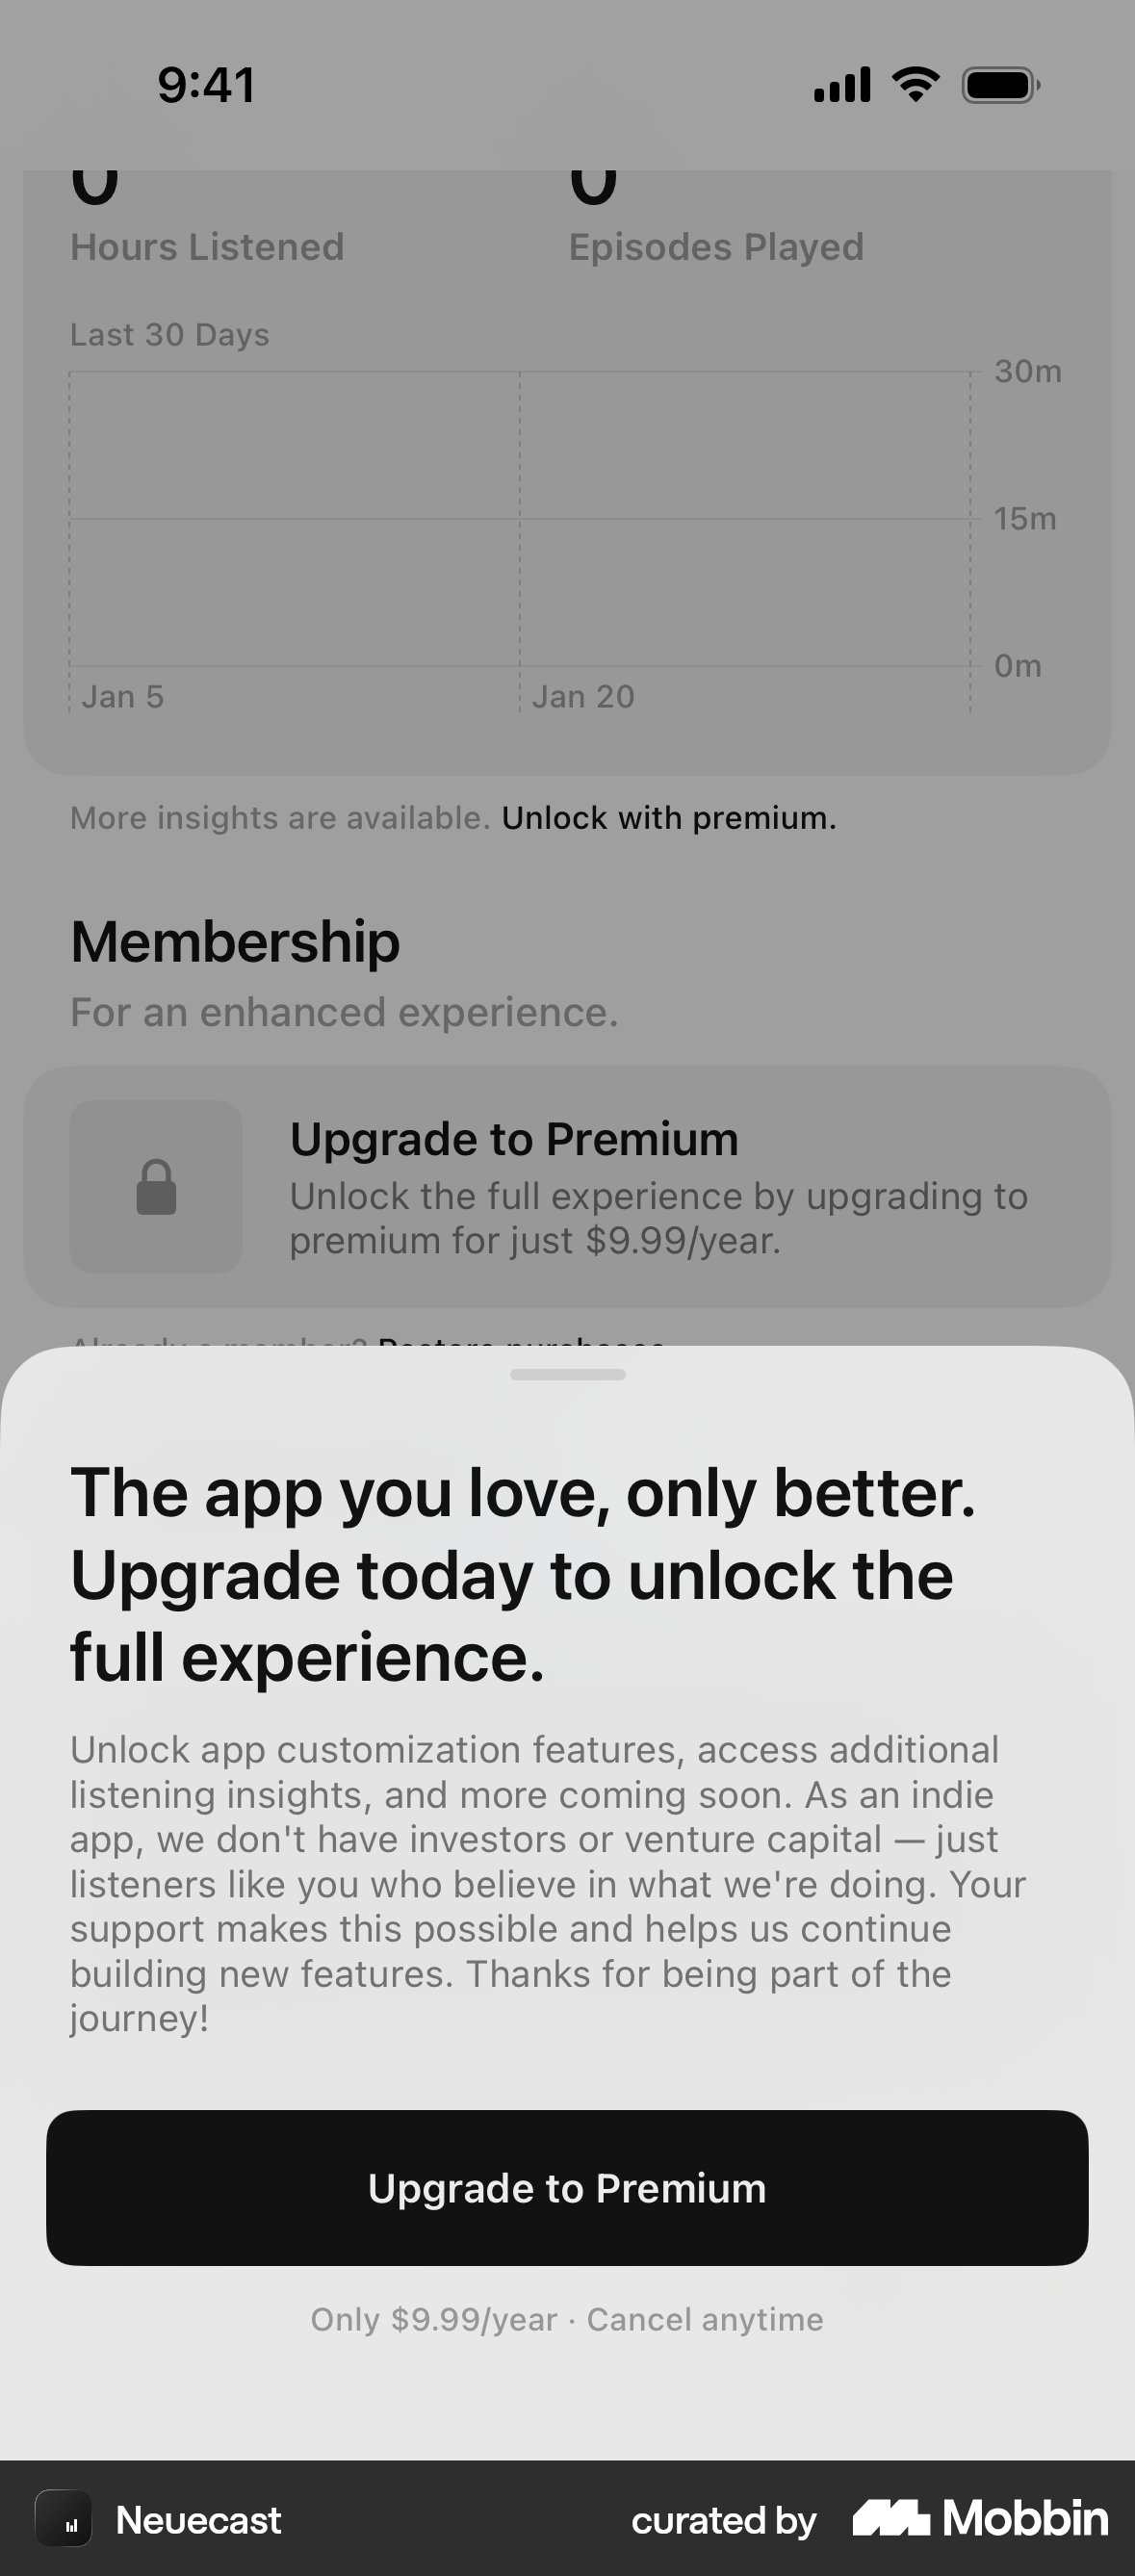 9:41
0 0
Hours Listened Episodes Played
Last 30 Days
30m
15m
0m
Jan 5 Jan 20
More insights are available. Unlock with premium.
Membership
For an enhanced experience.
Upgrade to Premium
Unlock the full experience by upgrading to
premium for just $9.99/year.
Already a member? Restore purchases.
The app you love, only better.
Upgrade today to unlock the
full experience.
Unlock app customization features, access additional
listening insights, and more coming soon. As an indie
app, we don't have investors or venture capital — just
listeners like you who believe in what we're doing. Your
support makes this possible and helps us continue
building new features. Thanks for being part of the
journey!
Upgrade to Premium
Only $9.99/year · Cancel anytime
Neuecast curated by Mobbin